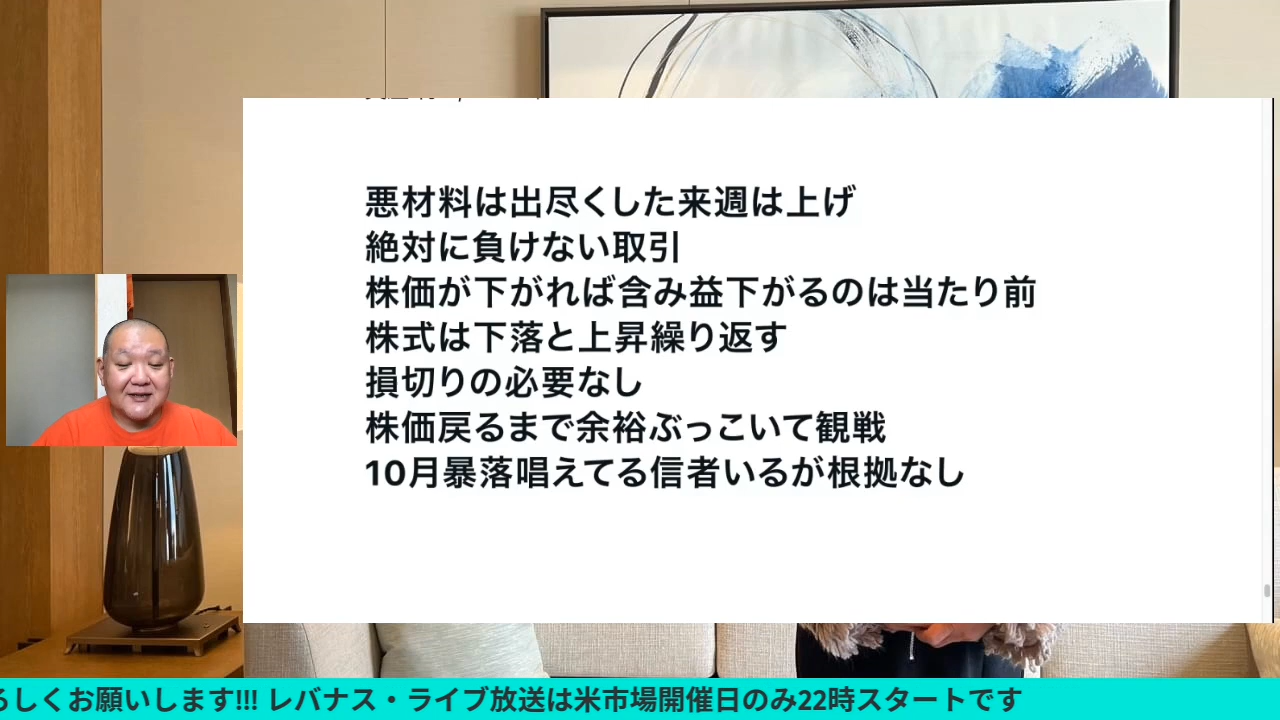 悪材料は出尽くした来週は上げ
絶対に負けない取引
株価が下がれば含み益下がるのは当たり前
株式は下落と上昇繰り返す
損切りの必要なし
株価戻るまで余裕ぶっこいて観戦
10月暴落唱えてる信者いるが根拠なし
ろしくお願いします!!! レバナス・ライブ放送は米市場開催日のみ22時スタートです